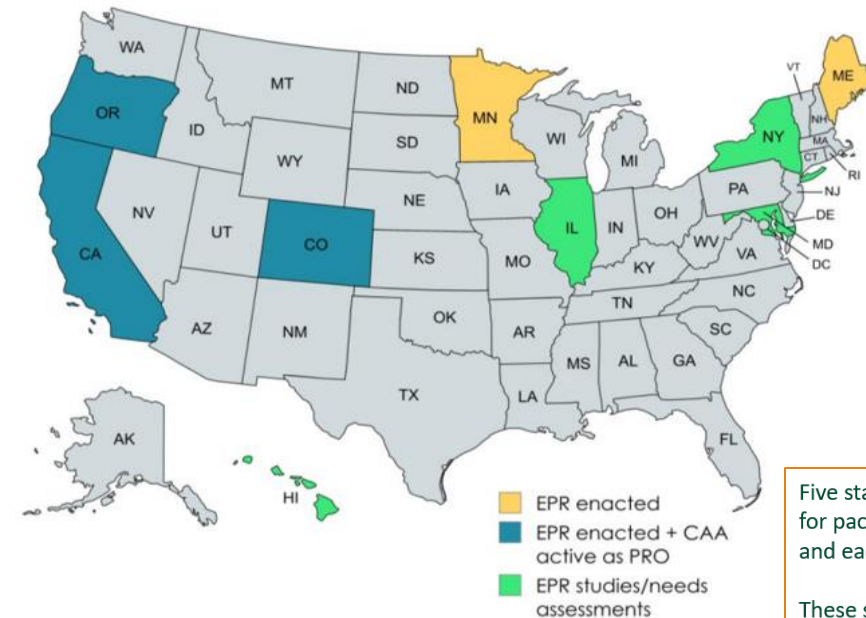 WA
MT
ND
MN
VT
ME
OR
ID
SD
WI
MI
NY
NH
MA
CT
RI
WY
IA
NE
PA
NJ
NV
UT
CO
IL
IN
OH
DE
MD
DC
CA
KS
MO
WV
VA
KY
AZ
NM
OK
AR
TN
NC
SC
MS
AL
GA
TX
LA
FL
AK
HI
EPR enacted
EPR enacted + CAA
active as PRO
EPR studies/needs
assessments
Five sta
for pac
and ea
These s